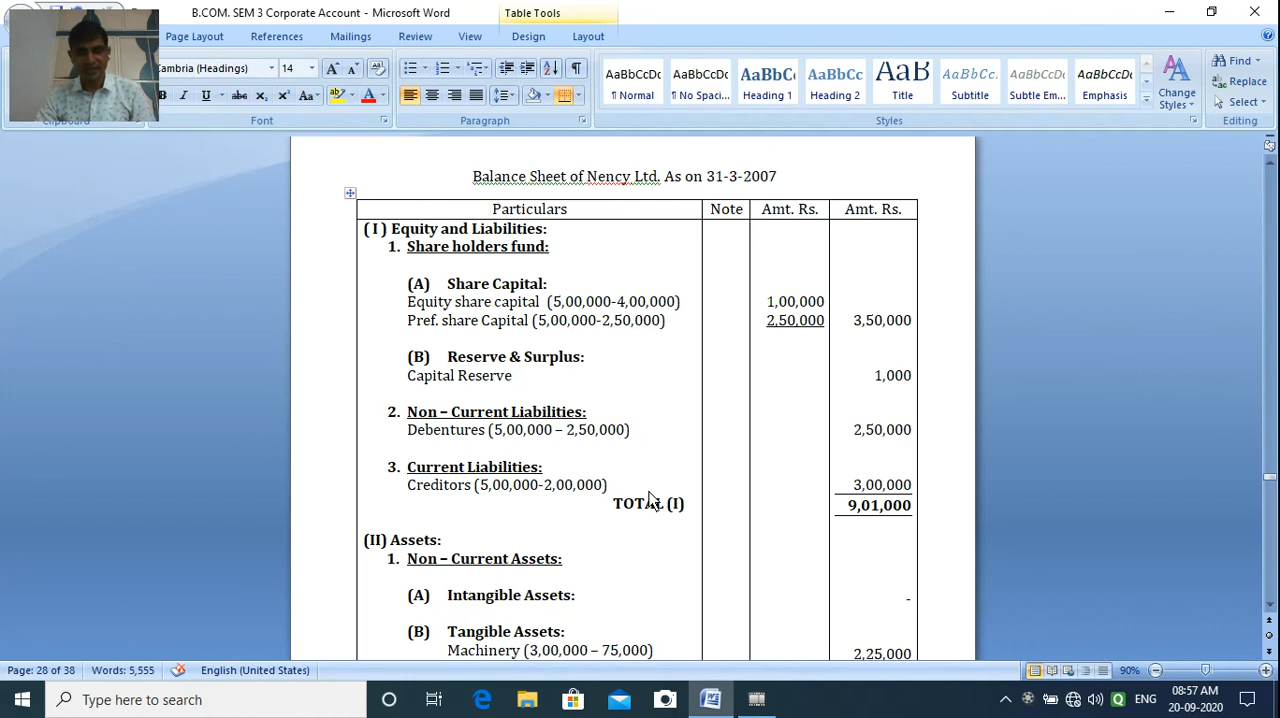 B.COM. SEM 3 Corporate Account - Microsoft Word
Table Tools
Page Layout References Mailings Review View Design Layout
Cambria (Headings) 14
AaBbCcDc AaBbCcDc AaBbC AaBbCc AaB AaBbCc. AaBbCcDc AaBbCcDc
¶ Normal ¶ No Spaci... Heading 1 Heading 2 Title Subtitle Subtle Em... Emphasis
Change Styles
Find
Replace
Select
Clipboard Font Paragraph Styles Editing
Balance Sheet of Nency Ltd. As on 31-3-2007
Particulars Note Amt. Rs. Amt. Rs.
( I ) Equity and Liabilities:
1. Share holders fund:
(A) Share Capital:
Equity share capital (5,00,000-4,00,000) 1,00,000
Pref. share Capital (5,00,000-2,50,000) 2,50,000 3,50,000
(B) Reserve & Surplus:
Capital Reserve 1,000
2. Non – Current Liabilities:
Debentures (5,00,000 – 2,50,000) 2,50,000
3. Current Liabilities:
Creditors (5,00,000-2,00,000) 3,00,000
TOTAL (I) 9,01,000
(II) Assets:
1. Non – Current Assets:
(A) Intangible Assets: -
(B) Tangible Assets:
Machinery (3,00,000 – 75,000) 2,25,000
Page: 28 of 38 Words: 5,555 English (United States) 90%
Type here to search
ENG
08:57 AM
20-09-2020